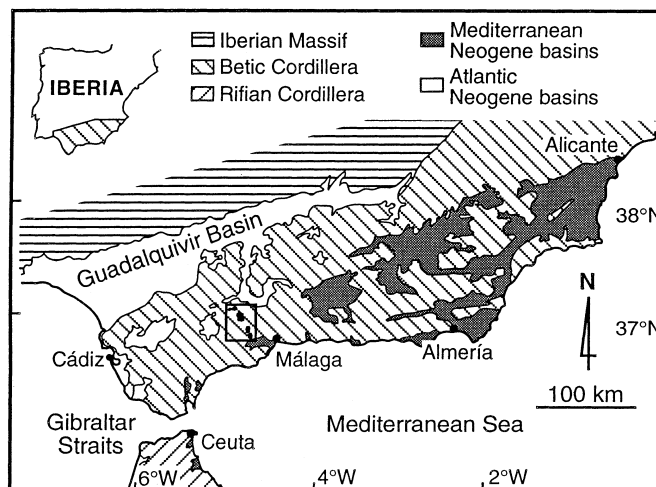 IBERIA
Iberian Massif
Betic Cordillera
Rifian Cordillera
Mediterranean
Neogene basins
Atlantic
Neogene basins
Alicante
38°N
Guadalquivir Basin
N
37°N
Cádiz
Málaga
Almería
100 km
Gibraltar
Straits
Mediterranean Sea
Ceuta
6°W
4°W
2°W